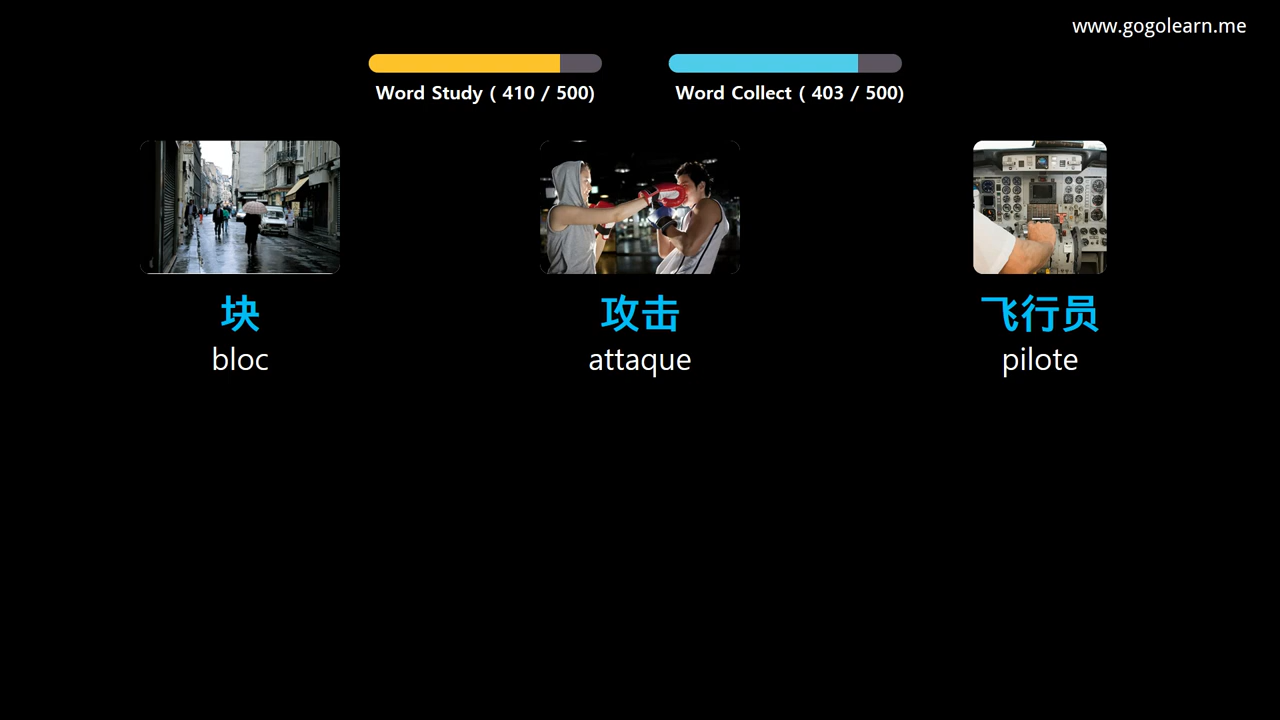 www.gogolearn.me
Word Study ( 410 / 500)
Word Collect ( 403 / 500)
块
bloc
攻击
attaque
飞行员
pilote